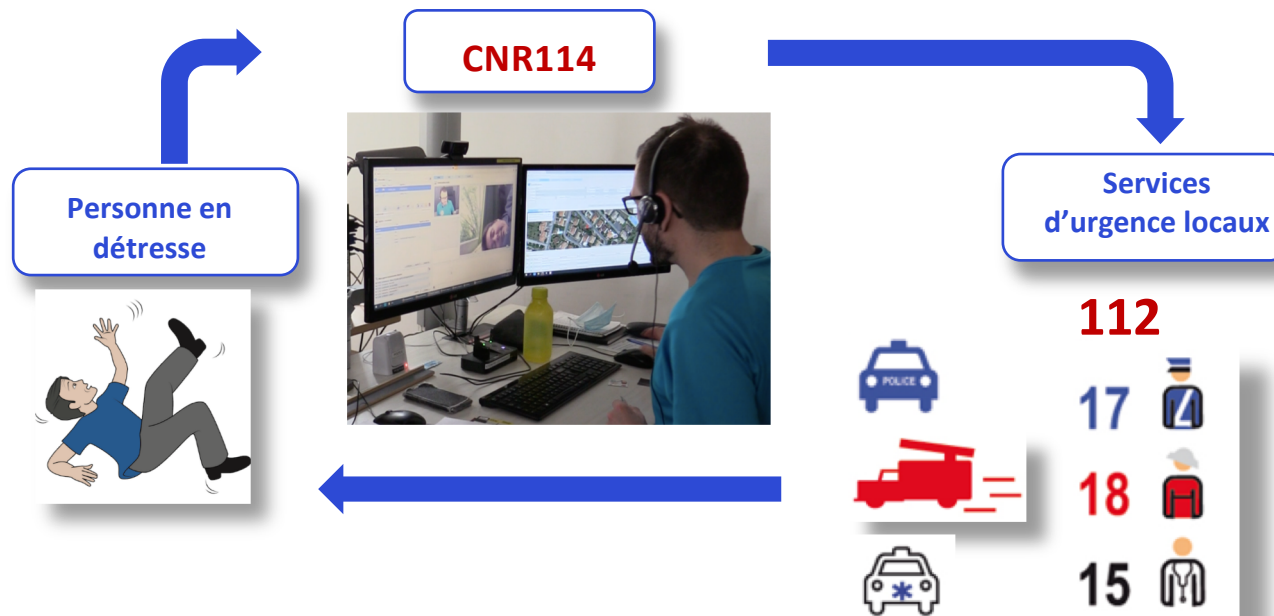 CNR114
Personne en
détresse
Services
d’urgence locaux
112
POLICE
17
18
15